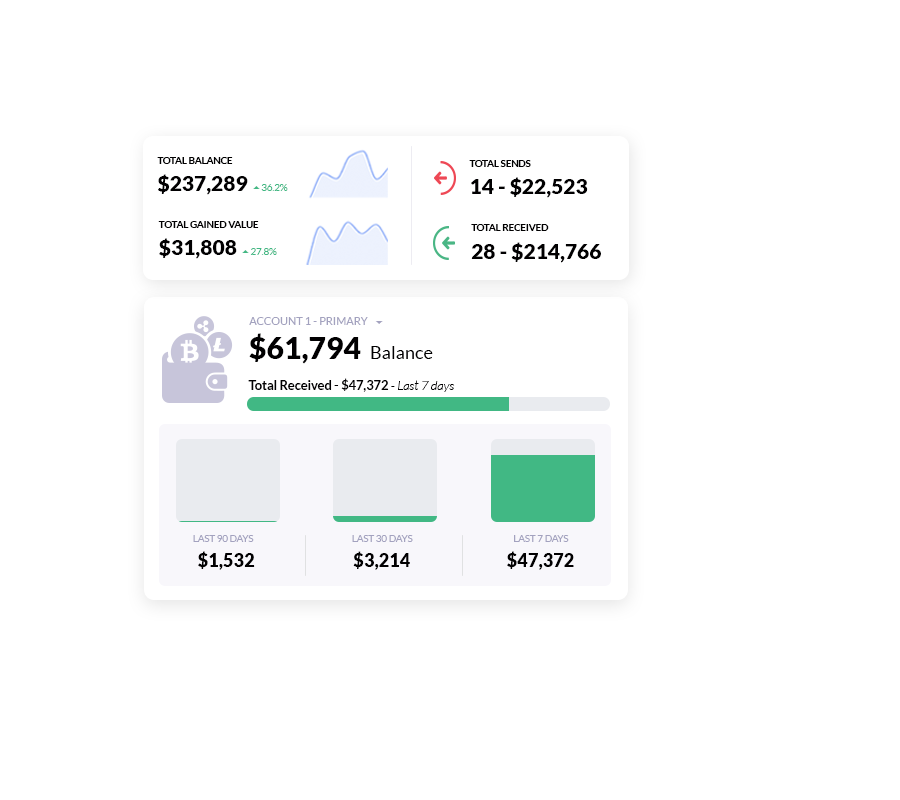 TOTAL BALANCE
$237,289 36.2%
TOTAL GAINED VALUE
$31,808 27.8%
TOTAL SENDS
14 - $22,523
TOTAL RECEIVED
28 - $214,766
ACCOUNT 1 - PRIMARY
$61,794 Balance
Total Received - $47,372 - Last 7 days
LAST 90 DAYS
$1,532
LAST 30 DAYS
$3,214
LAST 7 DAYS
$47,372